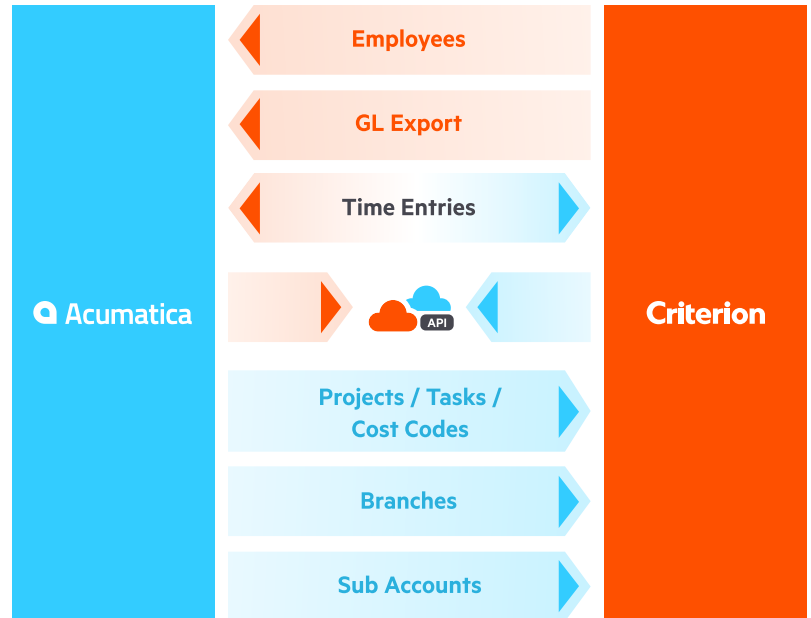 Employees
GL Export
Time Entries
Acumatica
API
Criterion
Projects / Tasks /
Cost Codes
Branches
Sub Accounts